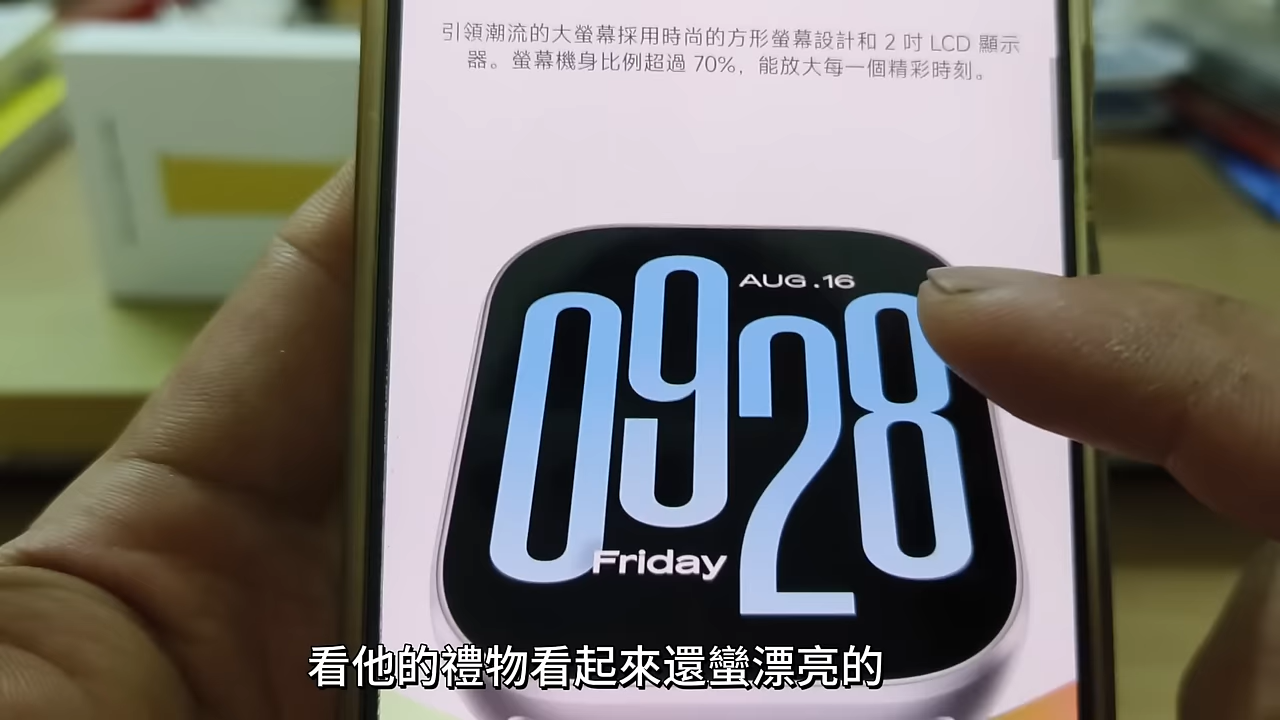 引領潮流的大螢幕採用時尚的方形螢幕設計和 2 吋 LCD 顯示
器。螢幕機身比例超過 70%，能放大每一個精彩時刻。
AUG.16
0928
Friday
看他的禮物看起來還蠻漂亮的